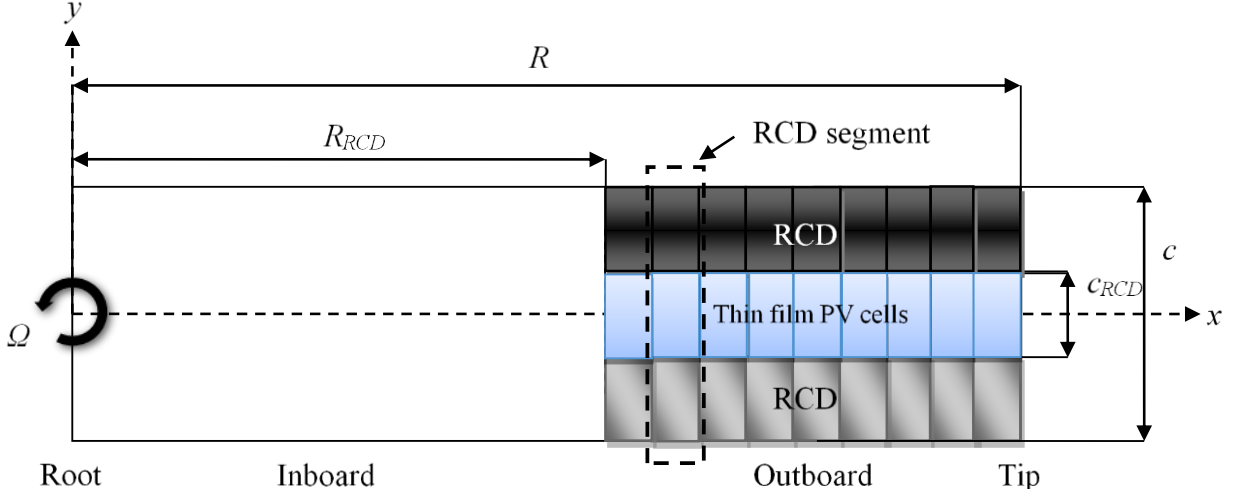 y
R
R_RCD
RCD segment
RCD
c
c_RCD
Thin film PV cells
x
Ω
RCD
Root
Inboard
Outboard
Tip